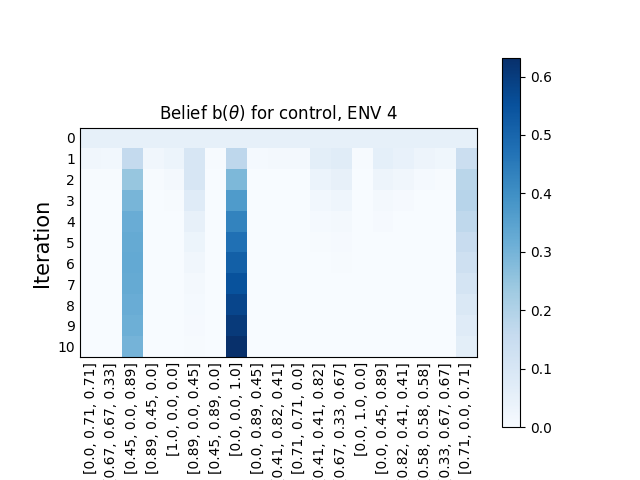 Belief b(θ) for control, ENV 4
Iteration
0
1
2
3
4
5
6
7
8
9
10
[0.0, 0.71, 0.71]
0.67, 0.67, 0.33]
[0.45, 0.0, 0.89]
[0.89, 0.45, 0.0]
[1.0, 0.0, 0.0]
[0.89, 0.0, 0.45]
[0.45, 0.89, 0.0]
[0.0, 0.0, 1.0]
[0.0, 0.89, 0.45]
0.41, 0.82, 0.41]
[0.71, 0.71, 0.0]
0.41, 0.41, 0.82]
0.67, 0.33, 0.67]
[0.0, 1.0, 0.0]
[0.0, 0.45, 0.89]
0.82, 0.41, 0.41]
0.58, 0.58, 0.58]
0.33, 0.67, 0.67]
[0.71, 0.0, 0.71]
0.6
0.5
0.4
0.3
0.2
0.1
0.0